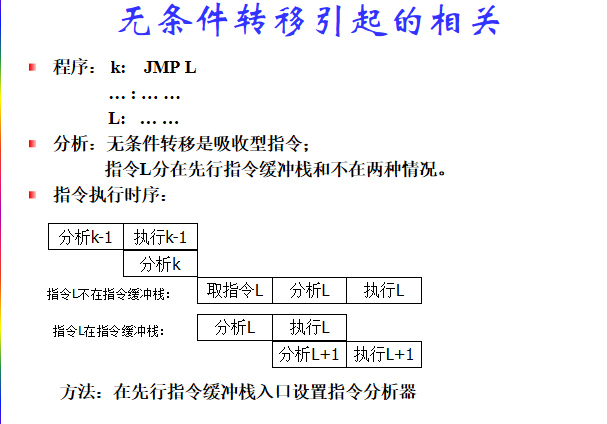 无条件转移引起的相关
程序： k: JMP L
… : … …
L: … …
分析：无条件转移是吸收型指令；
指令L分在先行指令缓冲栈和不在两种情况。
指令执行时序：
分析k-1 执行k-1
分析k
指令L不在指令缓冲栈： 取指令L 分析L 执行L
指令L在指令缓冲栈： 分析L 执行L
分析L+1 执行L+1
方法：在先行指令缓冲栈入口设置指令分析器